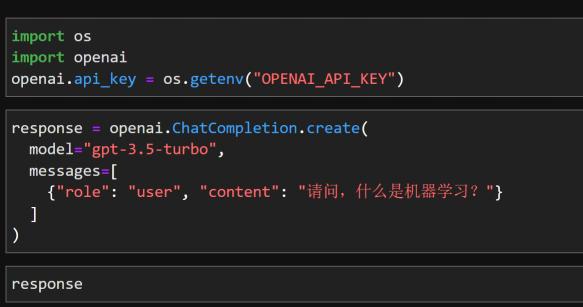 import os
import openai
openai.api_key = os.getenv("OPENAI_API_KEY")
response = openai.ChatCompletion.create(
  model="gpt-3.5-turbo",
  messages=[
    {"role": "user", "content": "请问，什么是机器学习？"}
  ]
)
response